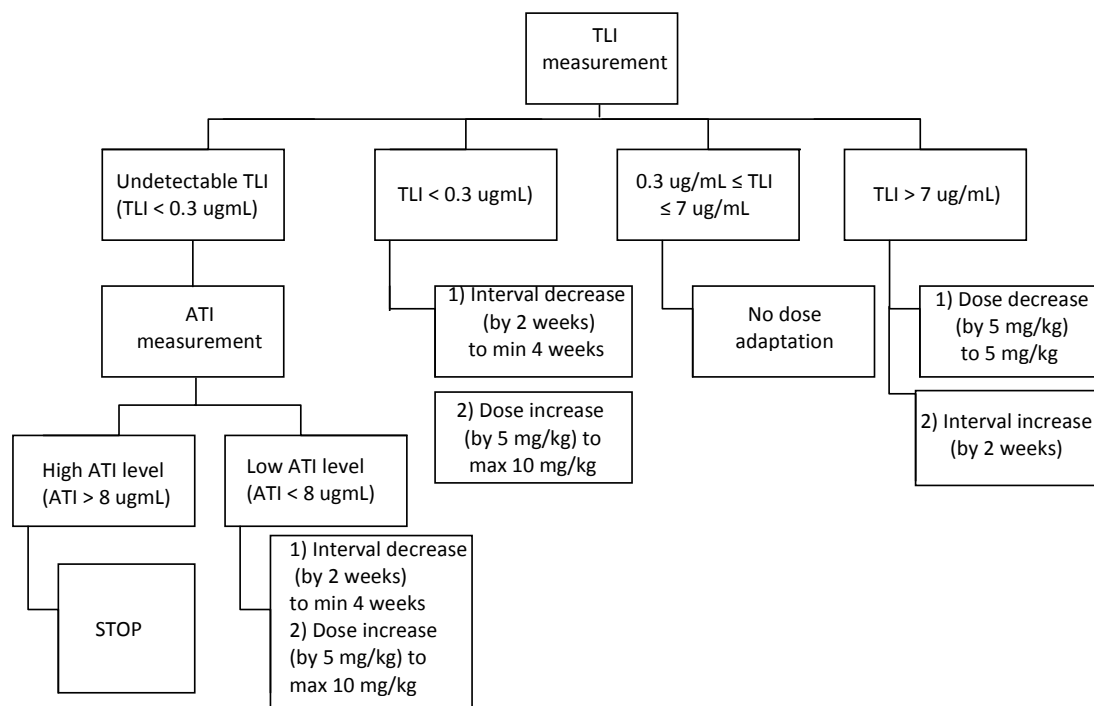 TLI
measurement
Undetectable TLI
(TLI < 0.3 ugmL)
TLI < 0.3 ugmL)
0.3 ug/mL ≤ TLI
≤ 7 ug/mL
TLI > 7 ug/mL)
ATI
measurement
1) Interval decrease
(by 2 weeks)
to min 4 weeks
No dose
adaptation
1) Dose decrease
(by 5 mg/kg)
to 5 mg/kg
2) Dose increase
(by 5 mg/kg) to
max 10 mg/kg
2) Interval increase
(by 2 weeks)
High ATI level
(ATI > 8 ugmL)
Low ATI level
(ATI < 8 ugmL)
STOP
1) Interval decrease
(by 2 weeks)
to min 4 weeks
2) Dose increase
(by 5 mg/kg) to
max 10 mg/kg